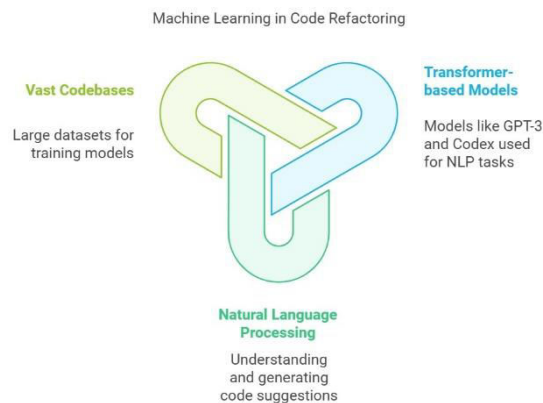 Machine Learning in Code Refactoring
Vast Codebases
Large datasets for
training models
Transformer-
based Models
Models like GPT-3
and Codex used
for NLP tasks
Natural Language
Processing
Understanding
and generating
code suggestions